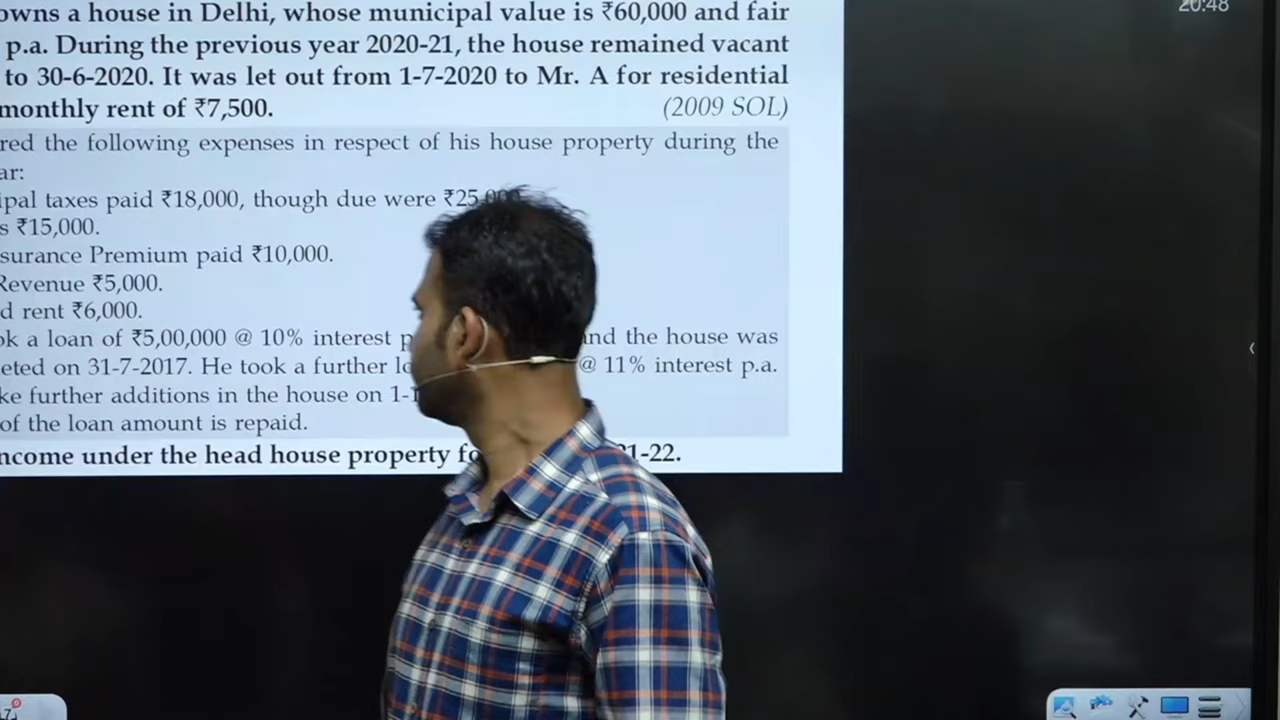 20:48
owns a house in Delhi, whose municipal value is ₹60,000 and fair
p.a. During the previous year 2020-21, the house remained vacant
to 30-6-2020. It was let out from 1-7-2020 to Mr. A for residential
monthly rent of ₹7,500. (2009 SOL)
red the following expenses in respect of his house property during the
ar:
ipal taxes paid ₹18,000, though due were ₹25,000
s ₹15,000.
surance Premium paid ₹10,000.
Revenue ₹5,000.
d rent ₹6,000.
ok a loan of ₹5,00,000 @ 10% interest p and the house was
eted on 31-7-2017. He took a further lo @ 11% interest p.a.
ke further additions in the house on 1-1
of the loan amount is repaid.
ncome under the head house property fo 1-22.